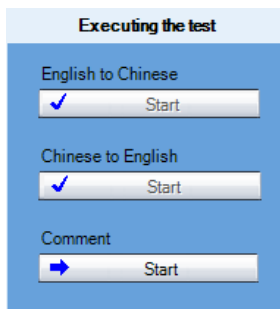 Executing the test
English to Chinese
Start
Chinese to English
Start
Comment
Start